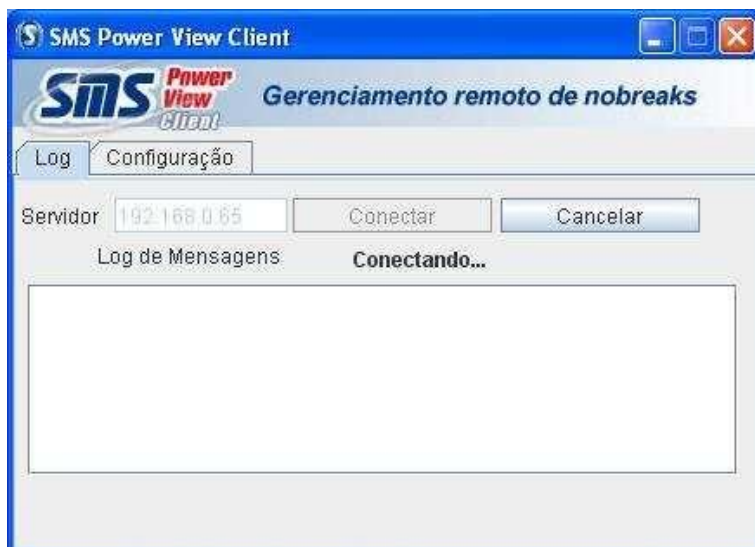 SMS Power View Client
SMS Power View Client
Gerenciamento remoto de nobreaks
Log Configuração
Servidor 192.168.0.65 Conectar Cancelar
Log de Mensagens Conectando...